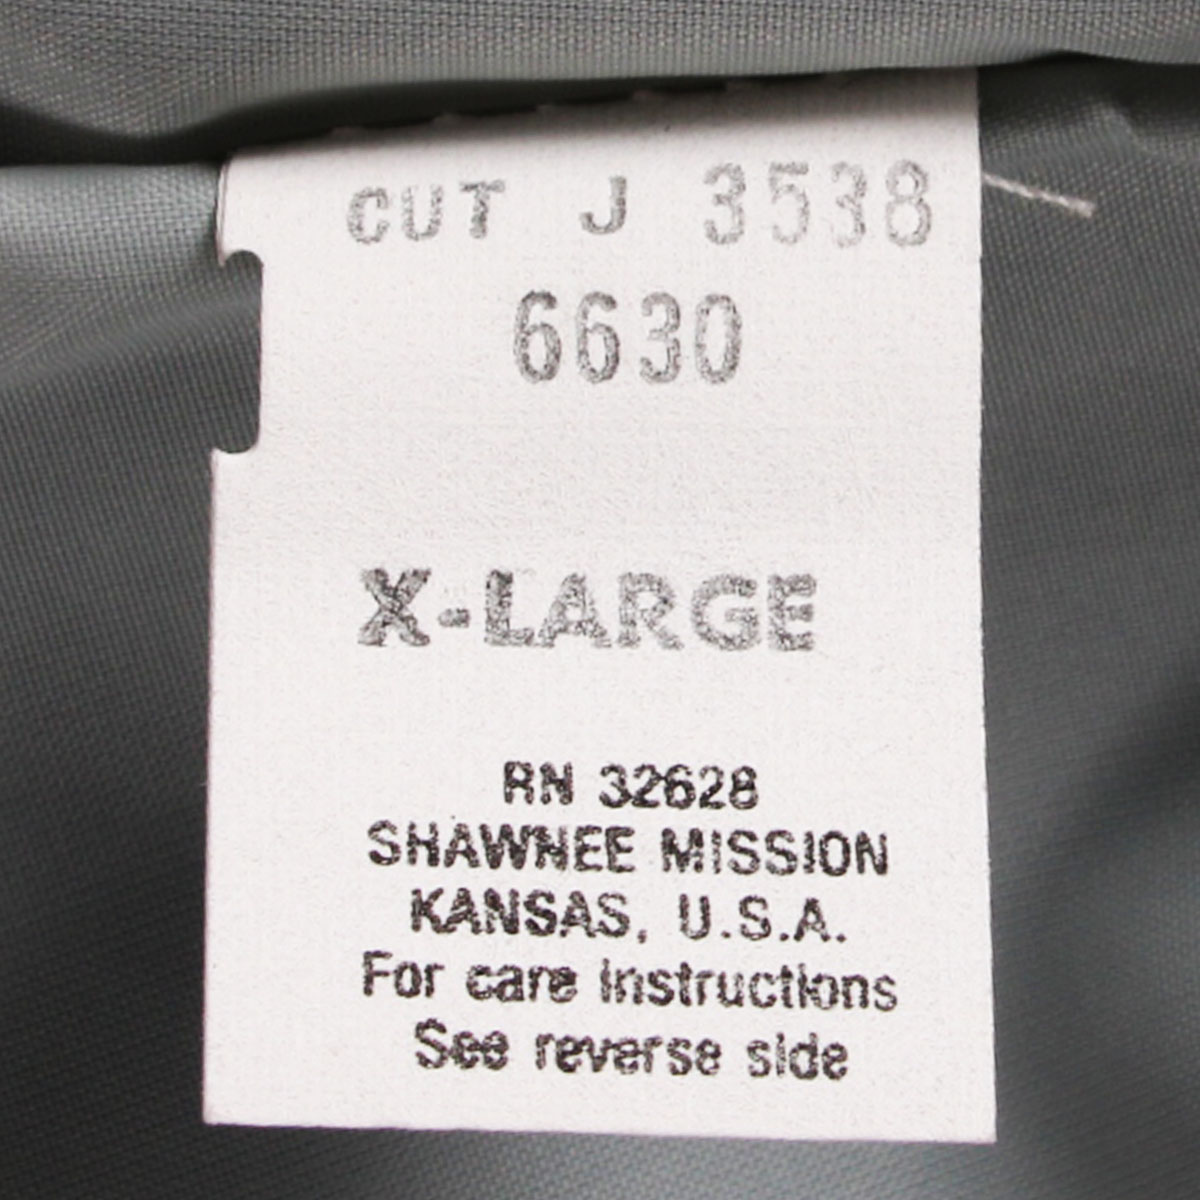 CUT J 3538
6630
X-LARGE
RN 32628
SHAWNEE MISSION
KANSAS, U.S.A.
For care instructions
See reverse side